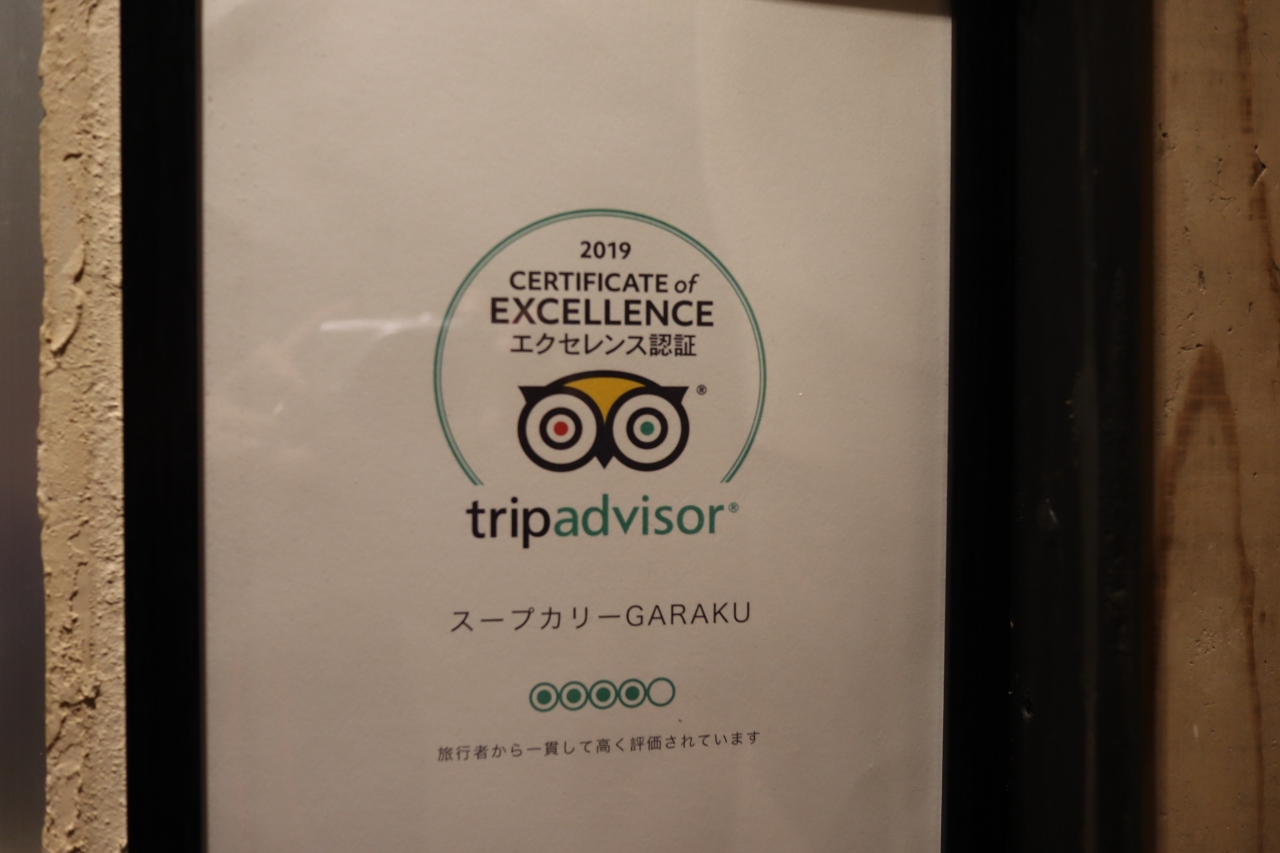 2019
CERTIFICATE of
EXCELLENCE
エクセレンス認証
®
tripadvisor®
スープカリーGARAKU
旅行者から一貫して高く評価されています